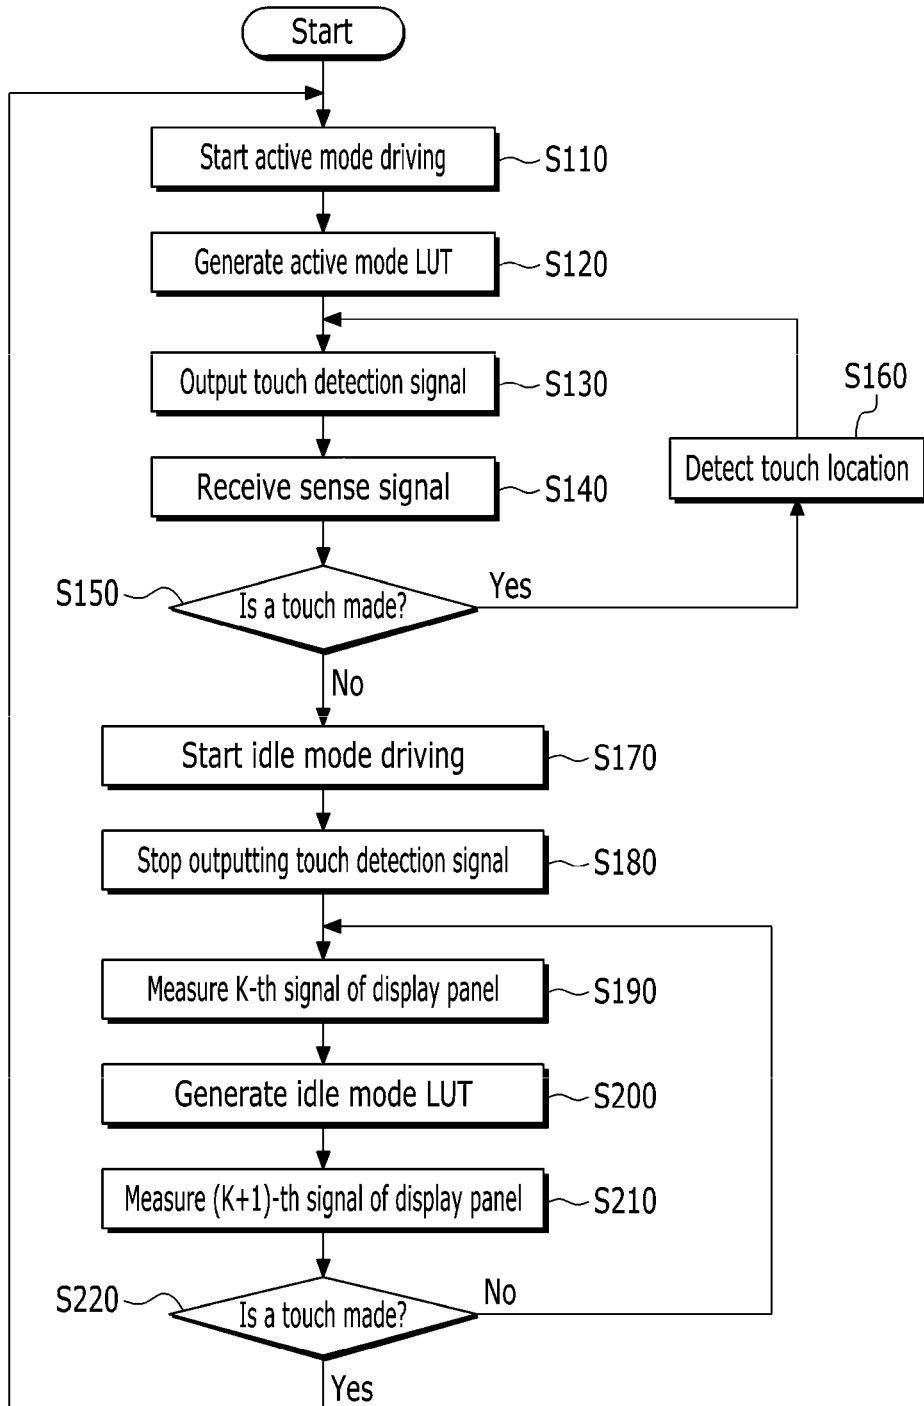 Start
Start active mode driving
S110
Generate active mode LUT
S120
Output touch detection signal
S130
S160
Detect touch location
Receive sense signal
S140
S150
Is a touch made?
Yes
No
Start idle mode driving
S170
Stop outputting touch detection signal
S180
Measure K-th signal of display panel
S190
Generate idle mode LUT
S200
Measure (K+1)-th signal of display panel
S210
S220
Is a touch made?
No
Yes